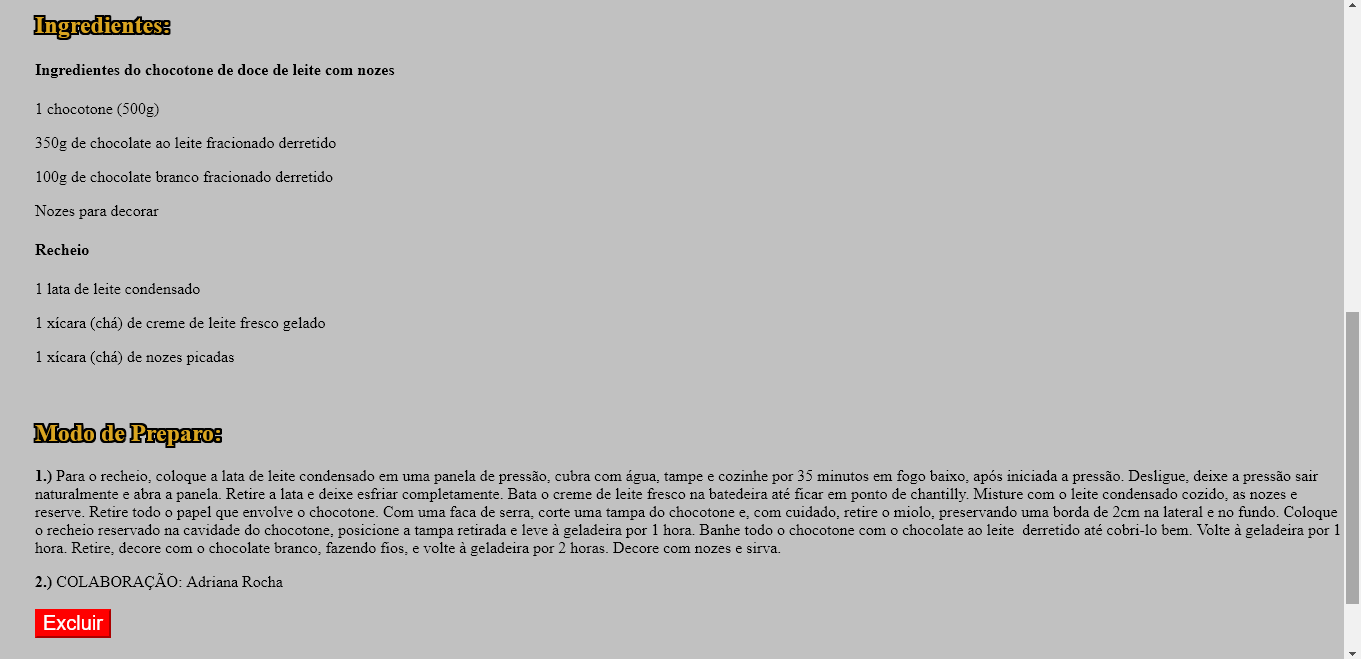 Ingredientes:
Ingredientes do chocotone de doce de leite com nozes
1 chocotone (500g)
350g de chocolate ao leite fracionado derretido
100g de chocolate branco fracionado derretido
Nozes para decorar
Recheio
1 lata de leite condensado
1 xícara (chá) de creme de leite fresco gelado
1 xícara (chá) de nozes picadas
Modo de Preparo:
1.) Para o recheio, coloque a lata de leite condensado em uma panela de pressão, cubra com água, tampe e cozinhe por 35 minutos em fogo baixo, após iniciada a pressão. Desligue, deixe a pressão sair
naturalmente e abra a panela. Retire a lata e deixe esfriar completamente. Bata o creme de leite fresco na batedeira até ficar em ponto de chantilly. Misture com o leite condensado cozido, as nozes e
reserve. Retire todo o papel que envolve o chocotone. Com uma faca de serra, corte uma tampa do chocotone e, com cuidado, retire o miolo, preservando uma borda de 2cm na lateral e no fundo. Coloque
o recheio reservado na cavidade do chocotone, posicione a tampa retirada e leve à geladeira por 1 hora. Banhe todo o chocotone com o chocolate ao leite  derretido até cobri-lo bem. Volte à geladeira por 1
hora. Retire, decore com o chocolate branco, fazendo fios, e volte à geladeira por 2 horas. Decore com nozes e sirva.
2.) COLABORAÇÃO: Adriana Rocha
Excluir